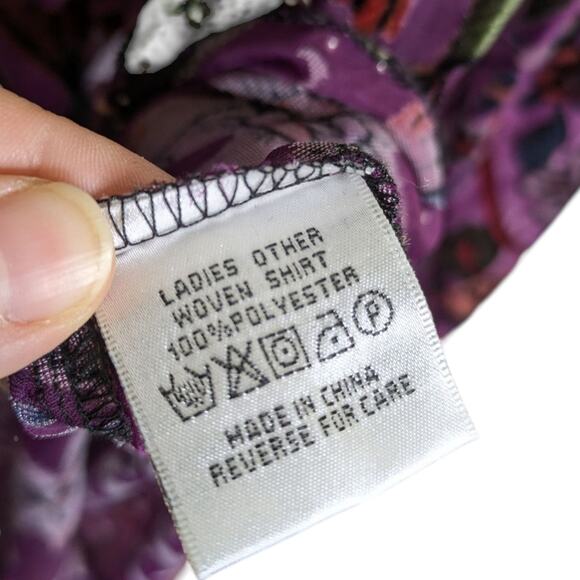 LADIES OTHER
WOVEN SHIRT
100%POLYESTER
P
MADE IN CHINA
REVERSE FOR CARE